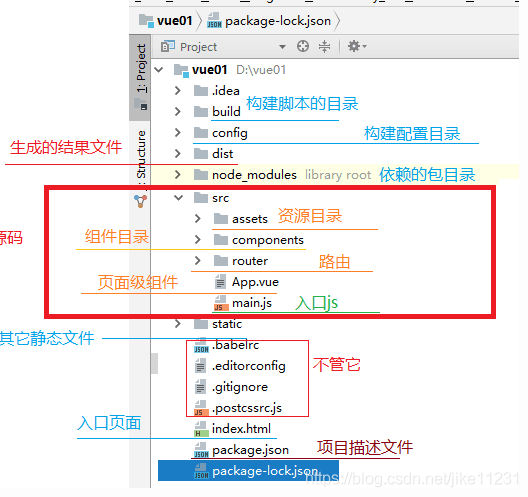 vue01 package-lock.json
1: Project
Project
vue01 D:\vue01
.idea
build 构建脚本的目录
config 构建配置目录
生成的结果文件 dist
Structure
node_modules library root 依赖的包目录
src
assets 资源目录
源码 组件目录 components
router 路由
页面级组件 App.vue
main.js 入口js
static
其它静态文件 .babelrc
.editorconfig 不管它
.gitignore
.postcssrc.js
入口页面 index.html
package.json 项目描述文件
package-lock.json
https://blog.csdn.net/jike11231